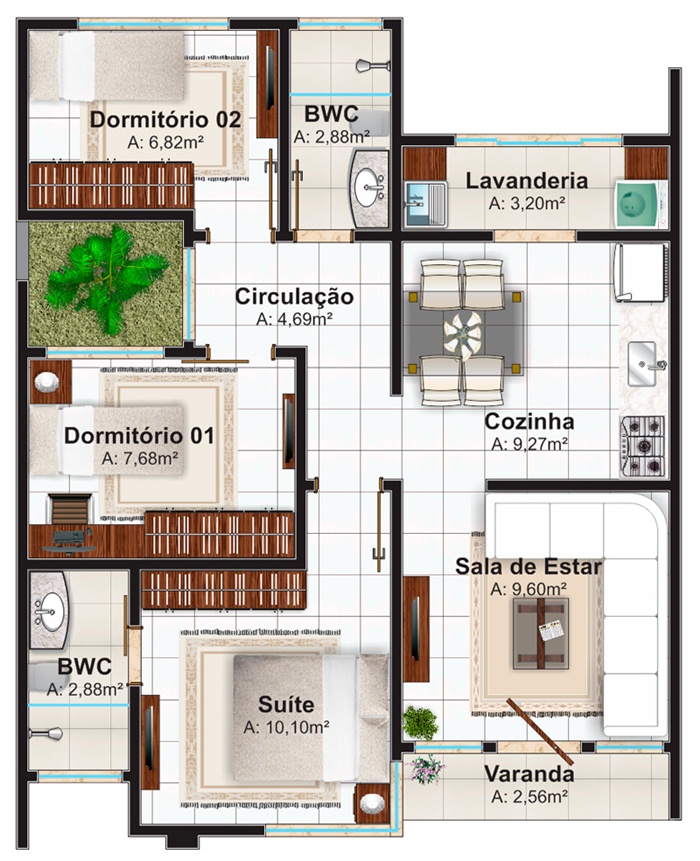 Dormitório 02
A: 6,82m²
BWC
A: 2,88m²
Lavanderia
A: 3,20m²
Circulação
A: 4,69m²
Dormitório 01
A: 7,68m²
Cozinha
A: 9,27m²
Sala de Estar
A: 9,60m²
BWC
A: 2,88m²
Suíte
A: 10,10m²
Varanda
A: 2,56m²